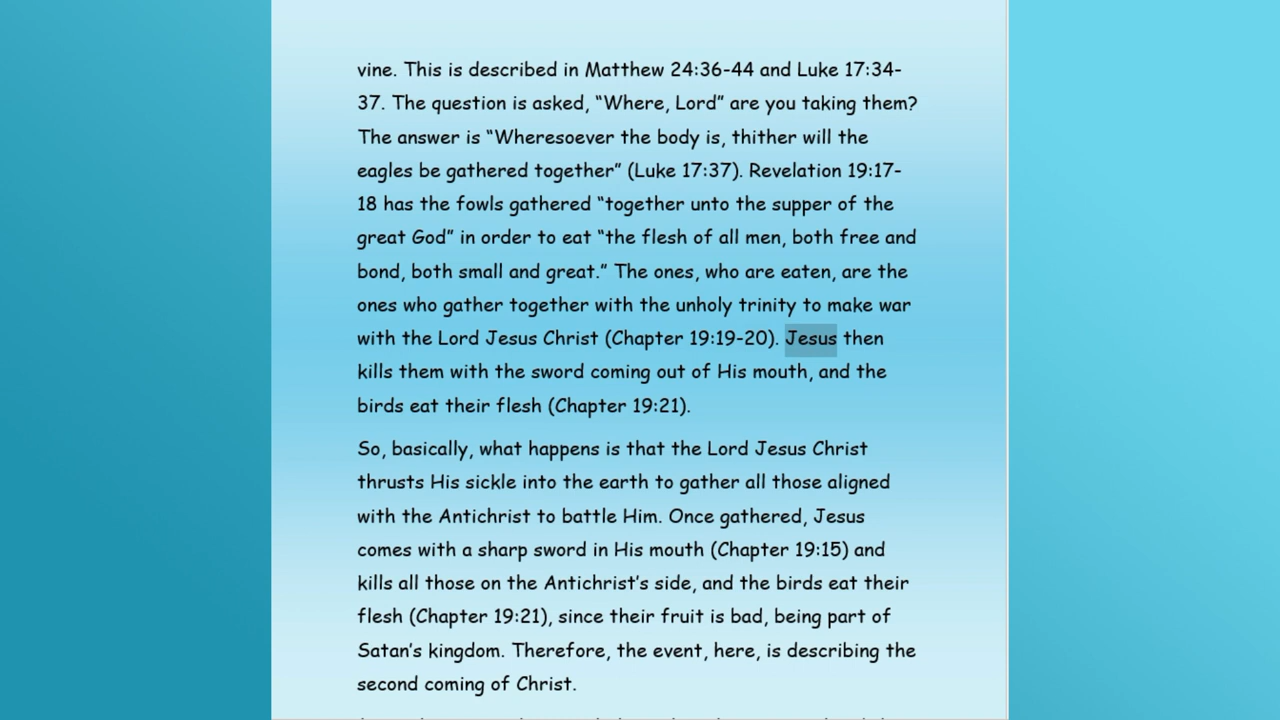 vine. This is described in Matthew 24:36-44 and Luke 17:34-
37. The question is asked, “Where, Lord” are you taking them?
The answer is “Wheresoever the body is, thither will the
eagles be gathered together” (Luke 17:37). Revelation 19:17-
18 has the fowls gathered “together unto the supper of the
great God” in order to eat “the flesh of all men, both free and
bond, both small and great.” The ones, who are eaten, are the
ones who gather together with the unholy trinity to make war
with the Lord Jesus Christ (Chapter 19:19-20). Jesus then
kills them with the sword coming out of His mouth, and the
birds eat their flesh (Chapter 19:21).
So, basically, what happens is that the Lord Jesus Christ
thrusts His sickle into the earth to gather all those aligned
with the Antichrist to battle Him. Once gathered, Jesus
comes with a sharp sword in His mouth (Chapter 19:15) and
kills all those on the Antichrist’s side, and the birds eat their
flesh (Chapter 19:21), since their fruit is bad, being part of
Satan’s kingdom. Therefore, the event, here, is describing the
second coming of Christ.